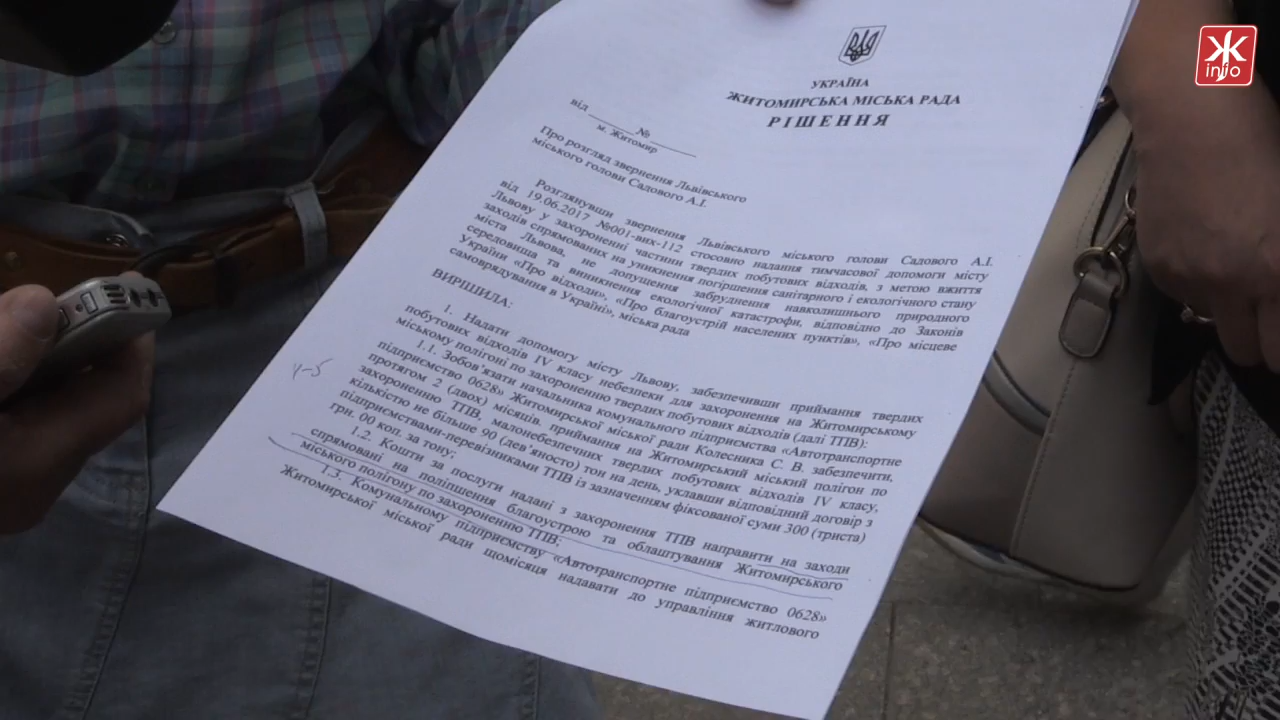 Ж
info
УКРАЇНА
ЖИТОМИРСЬКА МІСЬКА РАДА
РІШЕННЯ
від ______ № ______
м. Житомир
Про розгляд звернення Львівського
міського голови Садового А.І.
Розглянувши звернення Львівського міського голови Садового А.І.
від 19.06.2017 №001-вих-112 стосовно надання тимчасової допомоги місту
Львову у захороненні частини твердих побутових відходів, з метою вжиття
заходів спрямованих на уникнення погіршення санітарного і екологічного стану
міста Львова, не допущення забруднення навколишнього природного
середовища та виникнення екологічної катастрофи, відповідно до Законів
України «Про відходи», «Про благоустрій населених пунктів», «Про місцеве
самоврядування в Україні», міська рада
ВИРІШИЛА:
1. Надати допомогу місту Львову, забезпечивши приймання твердих
побутових відходів IV класу небезпеки для захоронення на Житомирському
міському полігоні по захороненню твердих побутових відходів (далі ТПВ):
1.1. Зобов’язати начальника комунального підприємства «Автотранспортне
підприємство 0628» Житомирської міської ради Колесника С. В. забезпечити,
протягом 2 (двох) місяців, приймання на Житомирський міський полігон по
захороненню ТПВ, малонебезпечних твердих побутових відходів IV класу,
кількістю не більше 90 (дев’яносто) тон на день, уклавши відповідний договір з
підприємствами-перевізниками ТПВ із зазначенням фіксованої суми 300 (триста)
грн. 00 коп. за тону;
1.2. Кошти за послуги надані з захоронення ТПВ направити на заходи
спрямовані на поліпшення благоустрою та облаштування Житомирського
міського полігону по захороненню ТПВ;
1.3. Комунальному підприємству «Автотранспортне підприємство 0628»
Житомирської міської ради щомісяця надавати до управління житлового